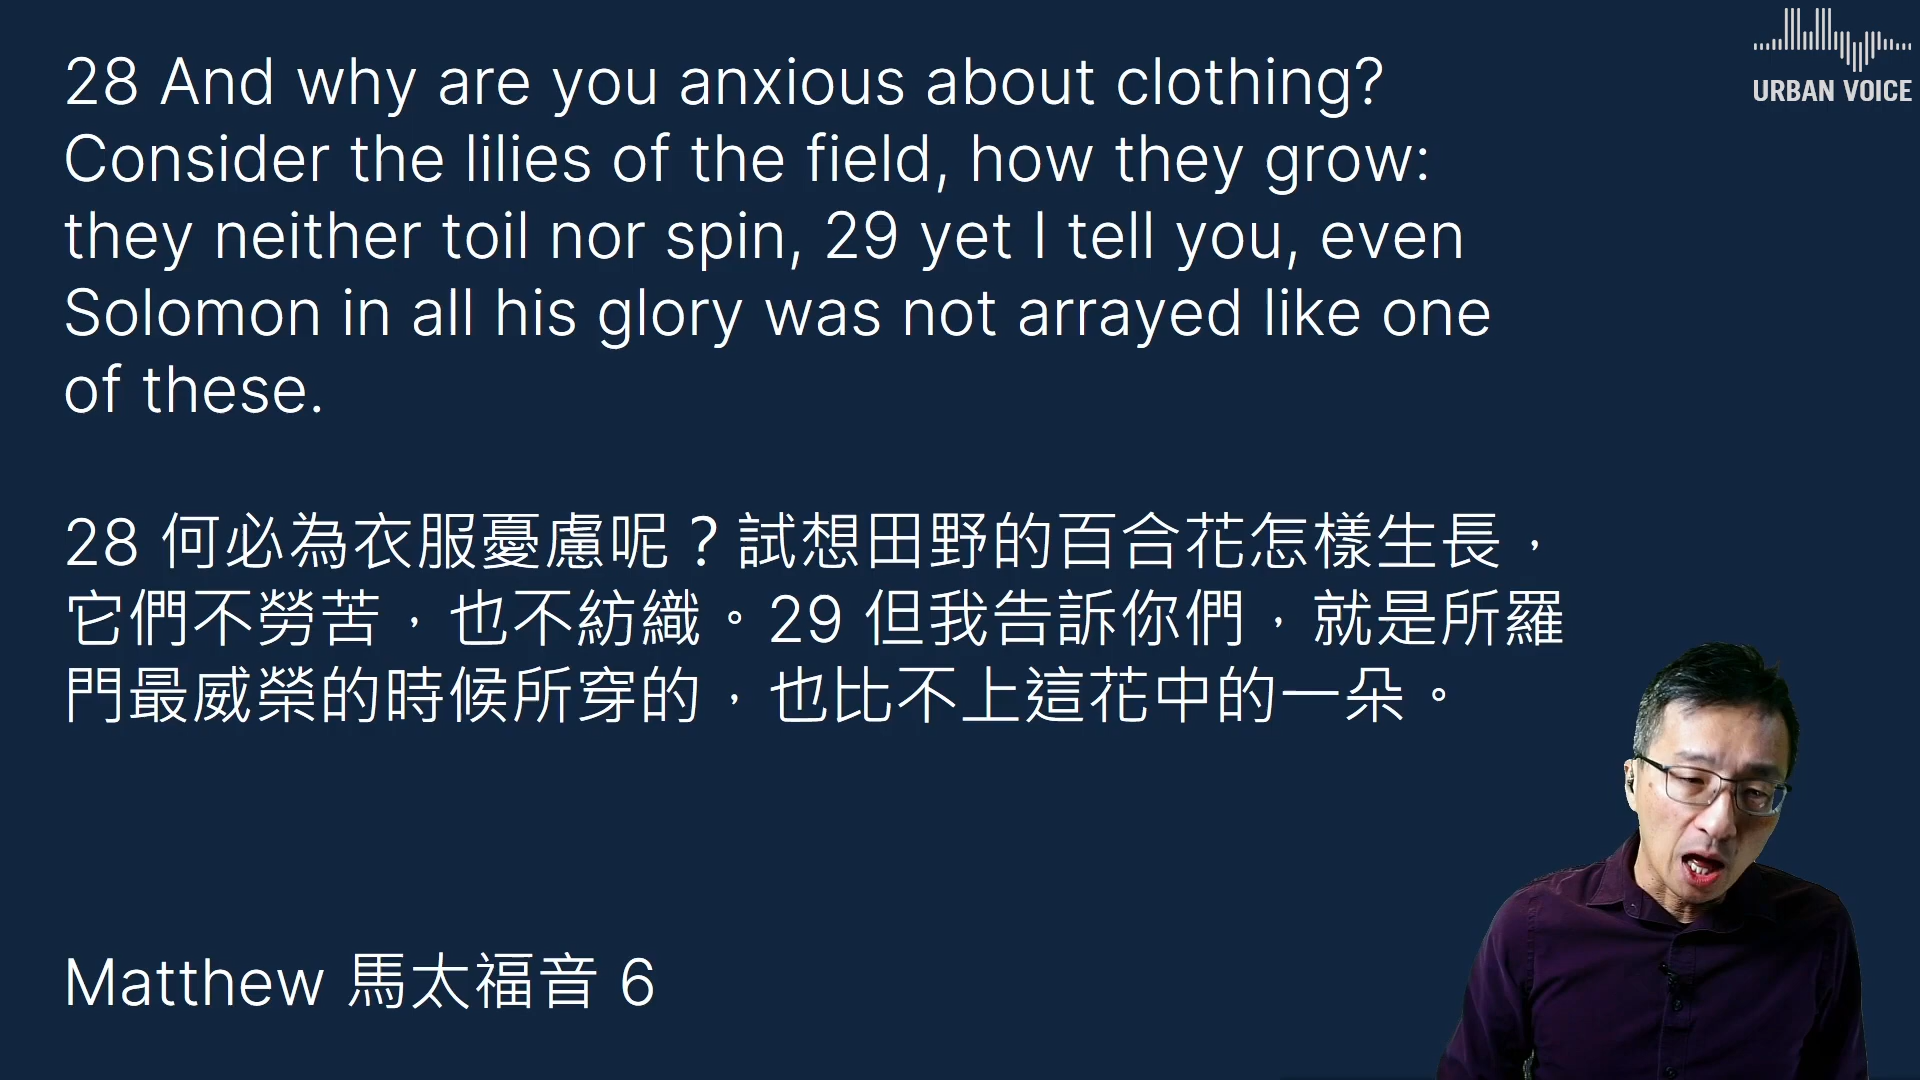 28 And why are you anxious about clothing?
Consider the lilies of the field, how they grow:
they neither toil nor spin, 29 yet I tell you, even
Solomon in all his glory was not arrayed like one
of these.
28 何必為衣服憂慮呢？試想田野的百合花怎樣生長，
它們不勞苦，也不紡織。29 但我告訴你們，就是所羅
門最威榮的時候所穿的，也比不上這花中的一朵。
Matthew 馬太福音 6
URBAN VOICE